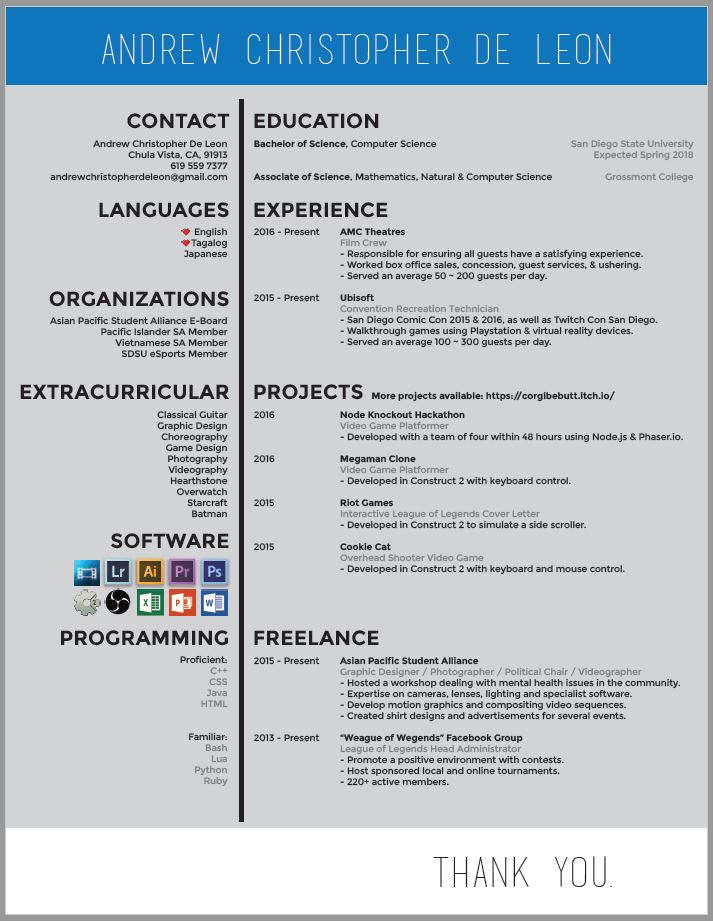 ANDREW CHRISTOPHER DE LEON
CONTACT
Andrew Christopher De Leon
Chula Vista, CA, 91913
619 559 7377
andrewchristopherdeleon@gmail.com
LANGUAGES
English
Tagalog
Japanese
ORGANIZATIONS
Asian Pacific Student Alliance E-Board
Pacific Islander SA Member
Vietnamese SA Member
SDSU eSports Member
EXTRACURRICULAR
Classical Guitar
Graphic Design
Choreography
Game Design
Photography
Videography
Hearthstone
Overwatch
Starcraft
Batman
SOFTWARE
Lr Ai Pr Ps
2 X P W
PROGRAMMING
Proficient:
C++
CSS
Java
HTML
Familiar:
Bash
Lua
Python
Ruby
EDUCATION
Bachelor of Science, Computer Science San Diego State University
Expected Spring 2018
Associate of Science, Mathematics, Natural & Computer Science Grossmont College
EXPERIENCE
2016 - Present AMC Theatres
Film Crew
- Responsible for ensuring all guests have a satisfying experience.
- Worked box office sales, concession, guest services, & ushering.
- Served an average 50 ~ 200 guests per day.
2015 - Present Ubisoft
Convention Recreation Technician
- San Diego Comic Con 2015 & 2016, as well as Twitch Con San Diego.
- Walkthrough games using Playstation & virtual reality devices.
- Served an average 100 ~ 300 guests per day.
PROJECTS More projects available: https://corgibebutt.itch.io/
2016 Node Knockout Hackathon
Video Game Platformer
- Developed with a team of four within 48 hours using Node.js & Phaser.io.
2016 Megaman Clone
Video Game Platformer
- Developed in Construct 2 with keyboard control.
2015 Riot Games
Interactive League of Legends Cover Letter
- Developed in Construct 2 to simulate a side scroller.
2015 Cookie Cat
Overhead Shooter Video Game
- Developed in Construct 2 with keyboard and mouse control.
FREELANCE
2015 - Present Asian Pacific Student Alliance
Graphic Designer / Photographer / Political Chair / Videographer
- Hosted a workshop dealing with mental health issues in the community.
- Expertise on cameras, lenses, lighting and specialist software.
- Develop motion graphics and compositing video sequences.
- Created shirt designs and advertisements for several events.
2013 - Present “Weague of Wegends” Facebook Group
League of Legends Head Administrator
- Promote a positive environment with contests.
- Host sponsored local and online tournaments.
- 220+ active members.
THANK YOU.